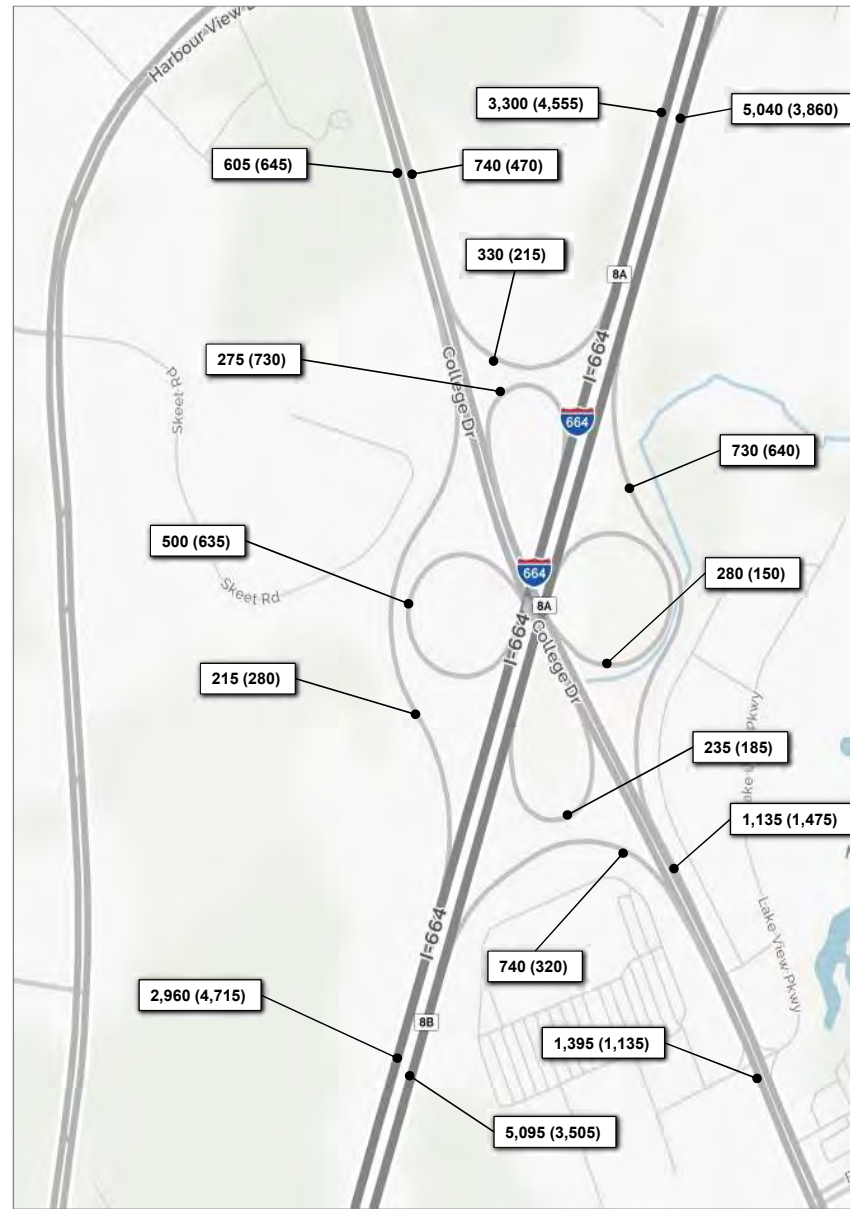 Harbour View
3,300 (4,555)
5,040 (3,860)
605 (645)
740 (470)
330 (215)
8A
I-664
275 (730)
College Dr
Skeet Rd
664
730 (640)
500 (635)
664
280 (150)
Skeet Rd
8A
I-664
College Dr
215 (280)
Pkwy
235 (185)
1,135 (1,475)
I-664
Lake View Pkwy
740 (320)
2,960 (4,715)
8B
1,395 (1,135)
5,095 (3,505)